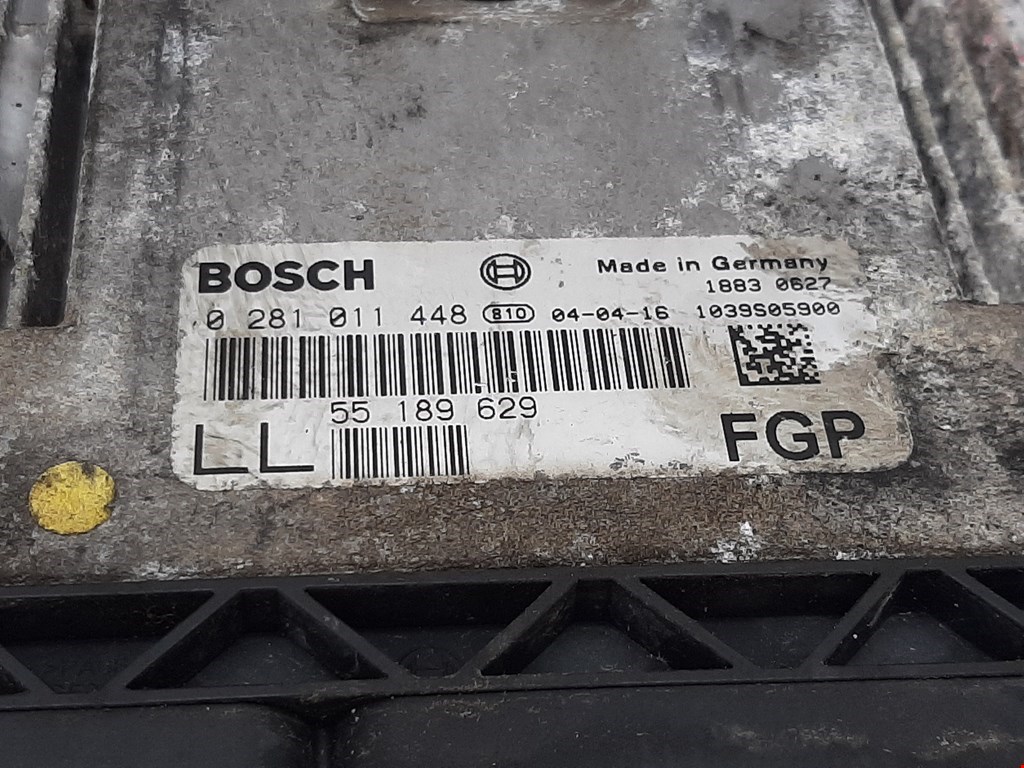 BOSCH Made in Germany
1883 0627
0 281 011 448 810 04-04-16 1039S05900
55 189 629
LL FGP